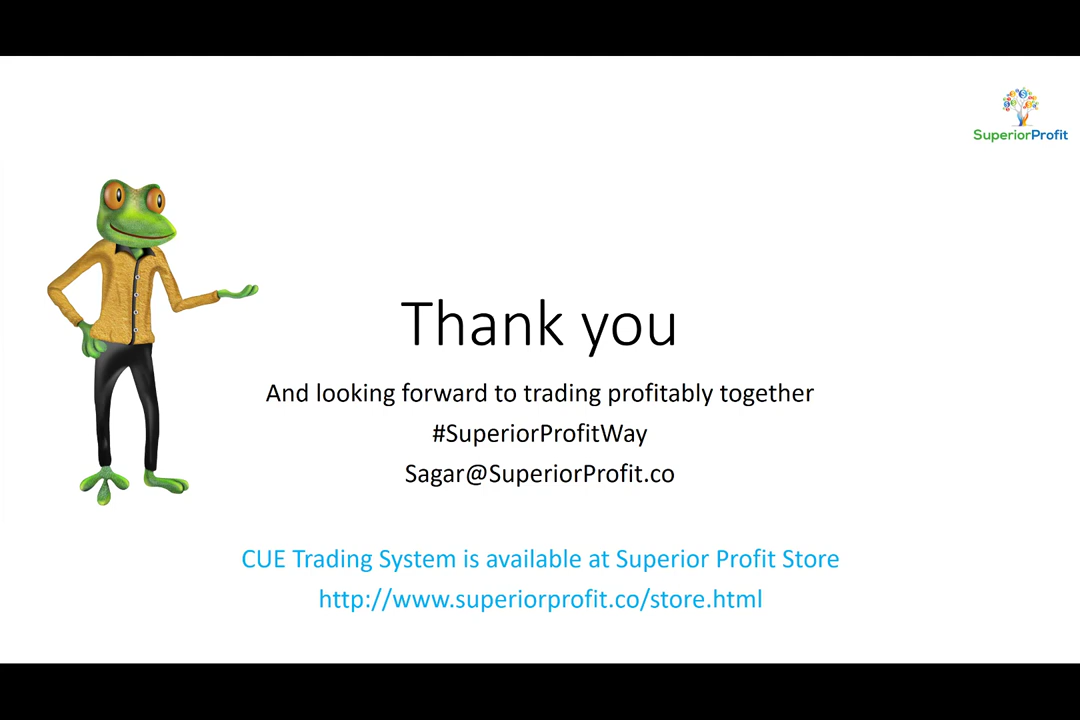 SuperiorProfit
Thank you
And looking forward to trading profitably together
#SuperiorProfitWay
Sagar@SuperiorProfit.co
CUE Trading System is available at Superior Profit Store
http://www.superiorprofit.co/store.html